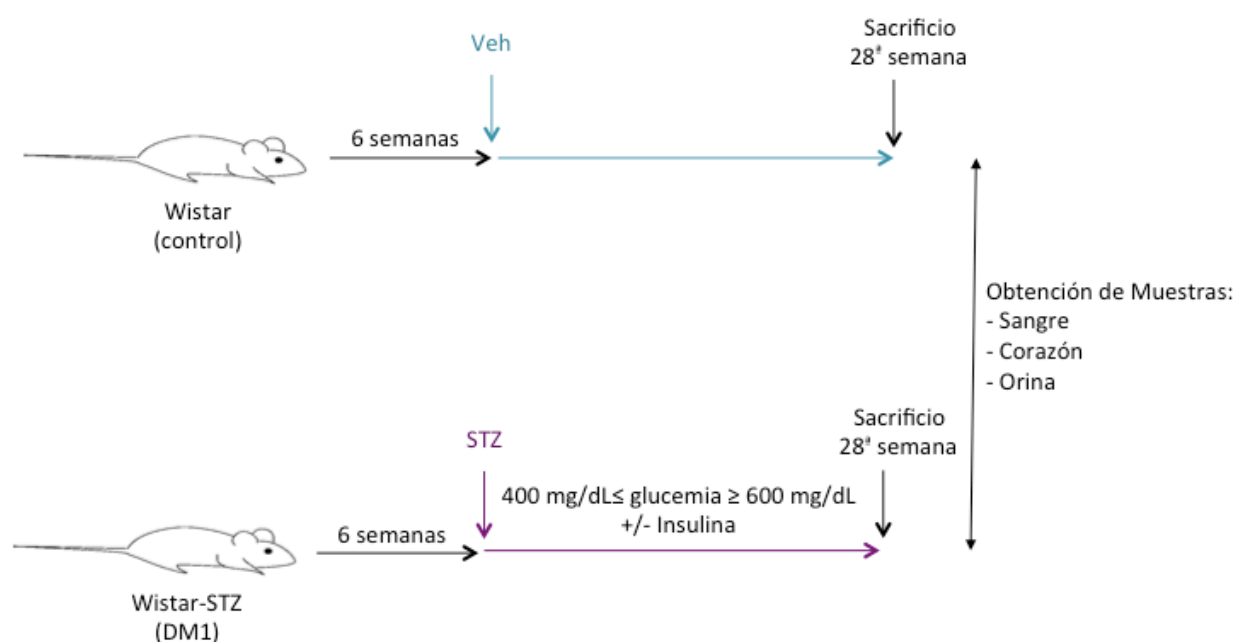 Veh
Sacrificio
28ª semana
6 semanas
Wistar
(control)
Obtención de Muestras:
- Sangre
- Corazón
- Orina
STZ
Sacrificio
28ª semana
400 mg/dL≤ glucemia ≥ 600 mg/dL
+/- Insulina
6 semanas
Wistar-STZ
(DM1)